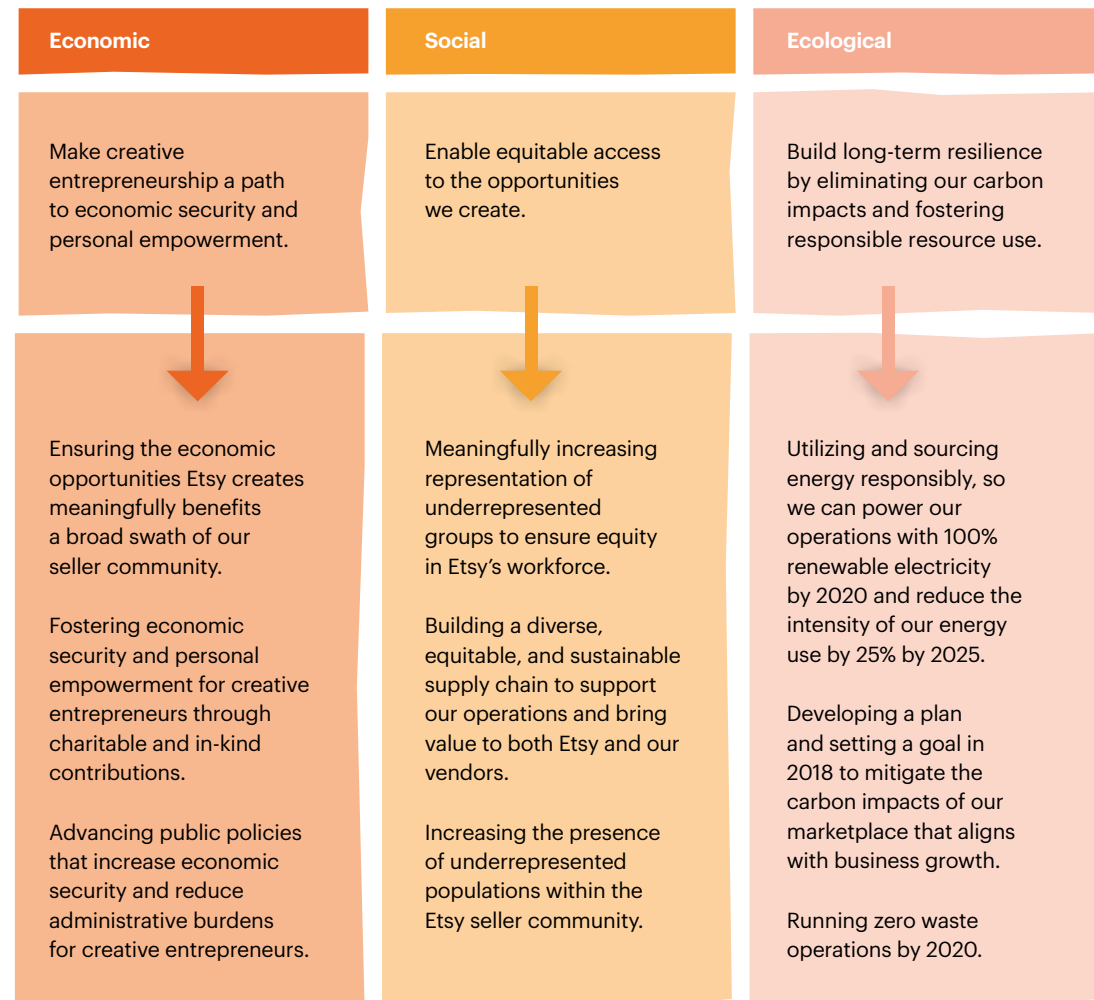 Economic
Make creative
entrepreneurship a path
to economic security and
personal empowerment.
Ensuring the economic
opportunities Etsy creates
meaningfully benefits
a broad swath of our
seller community.
Fostering economic
security and personal
empowerment for creative
entrepreneurs through
charitable and in-kind
contributions.
Advancing public policies
that increase economic
security and reduce
administrative burdens
for creative entrepreneurs.
Social
Enable equitable access
to the opportunities
we create.
Meaningfully increasing
representation of
underrepresented
groups to ensure equity
in Etsy’s workforce.
Building a diverse,
equitable, and sustainable
supply chain to support
our operations and bring
value to both Etsy and our
vendors.
Increasing the presence
of underrepresented
populations within the
Etsy seller community.
Ecological
Build long-term resilience
by eliminating our carbon
impacts and fostering
responsible resource use.
Utilizing and sourcing
energy responsibly, so
we can power our
operations with 100%
renewable electricity
by 2020 and reduce the
intensity of our energy
use by 25% by 2025.
Developing a plan
and setting a goal in
2018 to mitigate the
carbon impacts of our
marketplace that aligns
with business growth.
Running zero waste
operations by 2020.